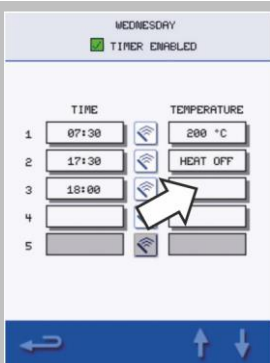 WEDNESDAY
TIMER ENABLED
TIME TEMPERATURE
1 07:30 200 °C
2 17:30 HEAT OFF
3 18:00
4
5